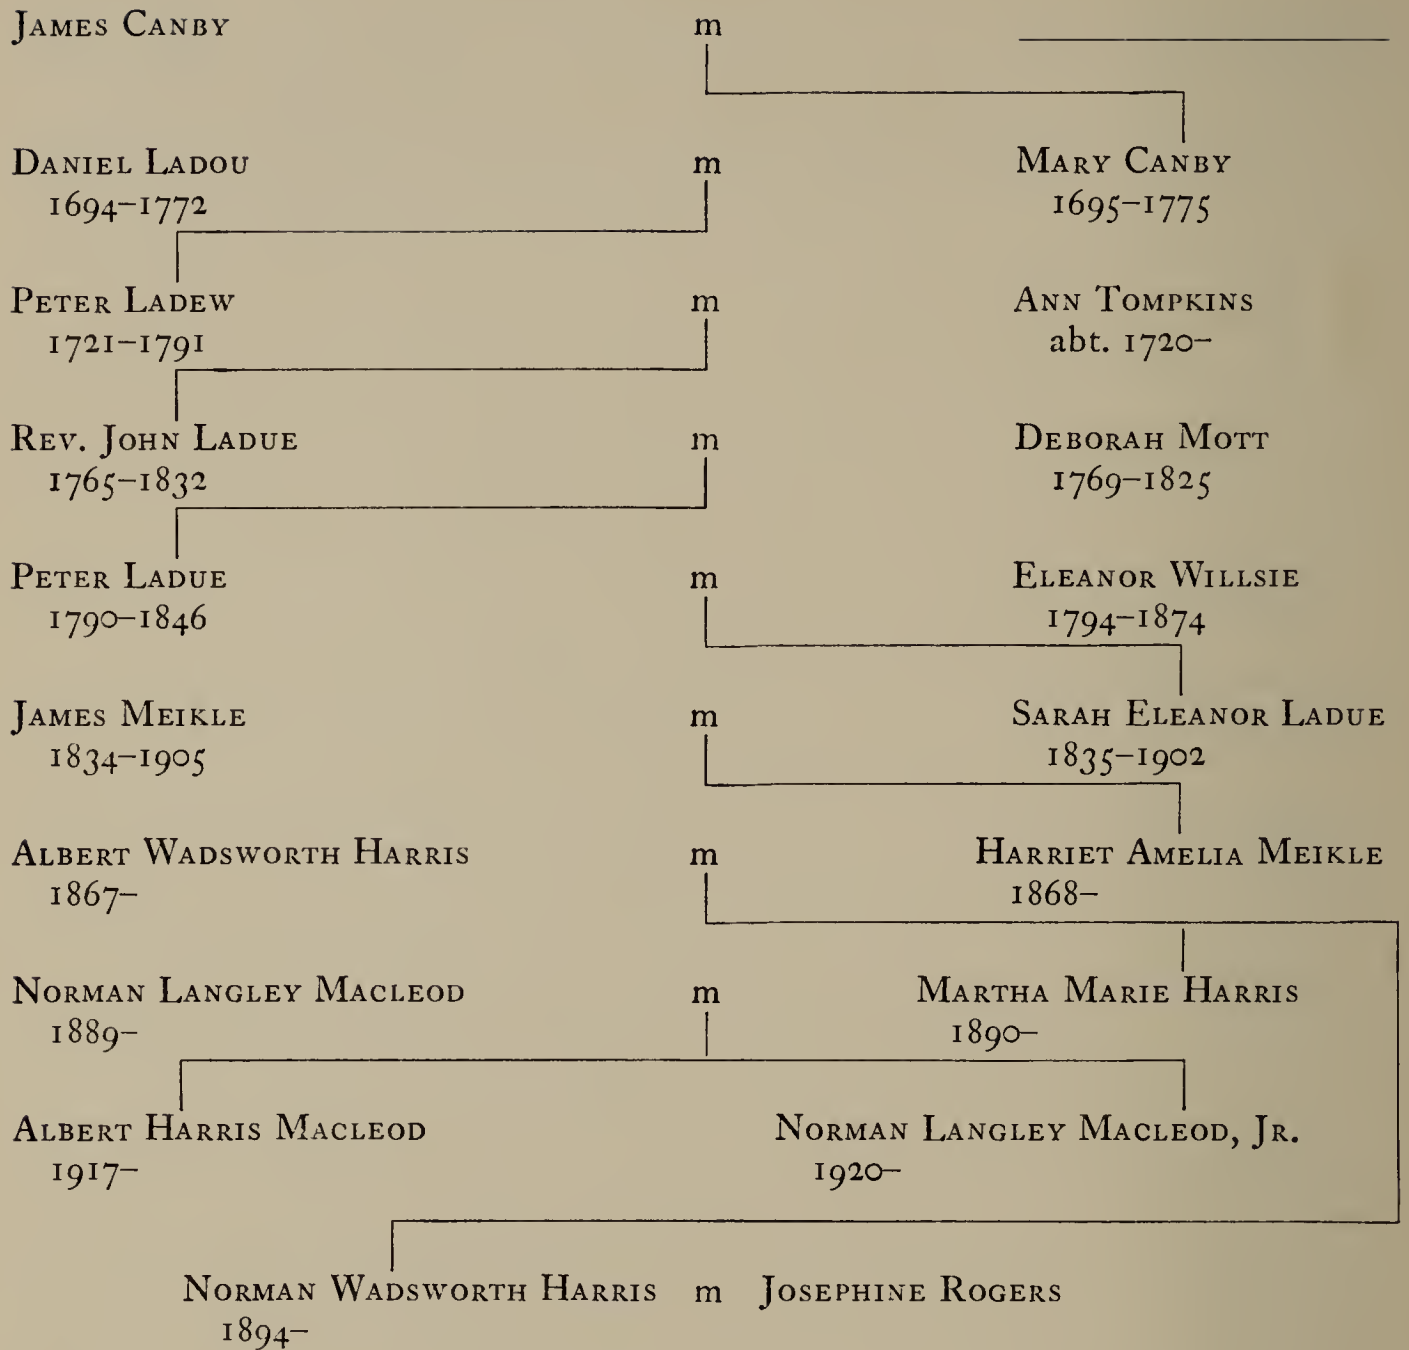 James Canby m
Daniel Ladou m Mary Canby
1694–1772 1695–1775
Peter Ladew m Ann Tompkins
1721–1791 abt. 1720–
Rev. John Ladue m Deborah Mott
1765–1832 1769–1825
Peter Ladue m Eleanor Willsie
1790–1846 1794–1874
James Meikle m Sarah Eleanor Ladue
1834–1905 1835–1902
Albert Wadsworth Harris m Harriet Amelia Meikle
1867– 1868–
Norman Langley Macleod m Martha Marie Harris
1889– 1890–
Albert Harris Macleod Norman Langley Macleod, Jr.
1917– 1920–
Norman Wadsworth Harris m Josephine Rogers
1894–